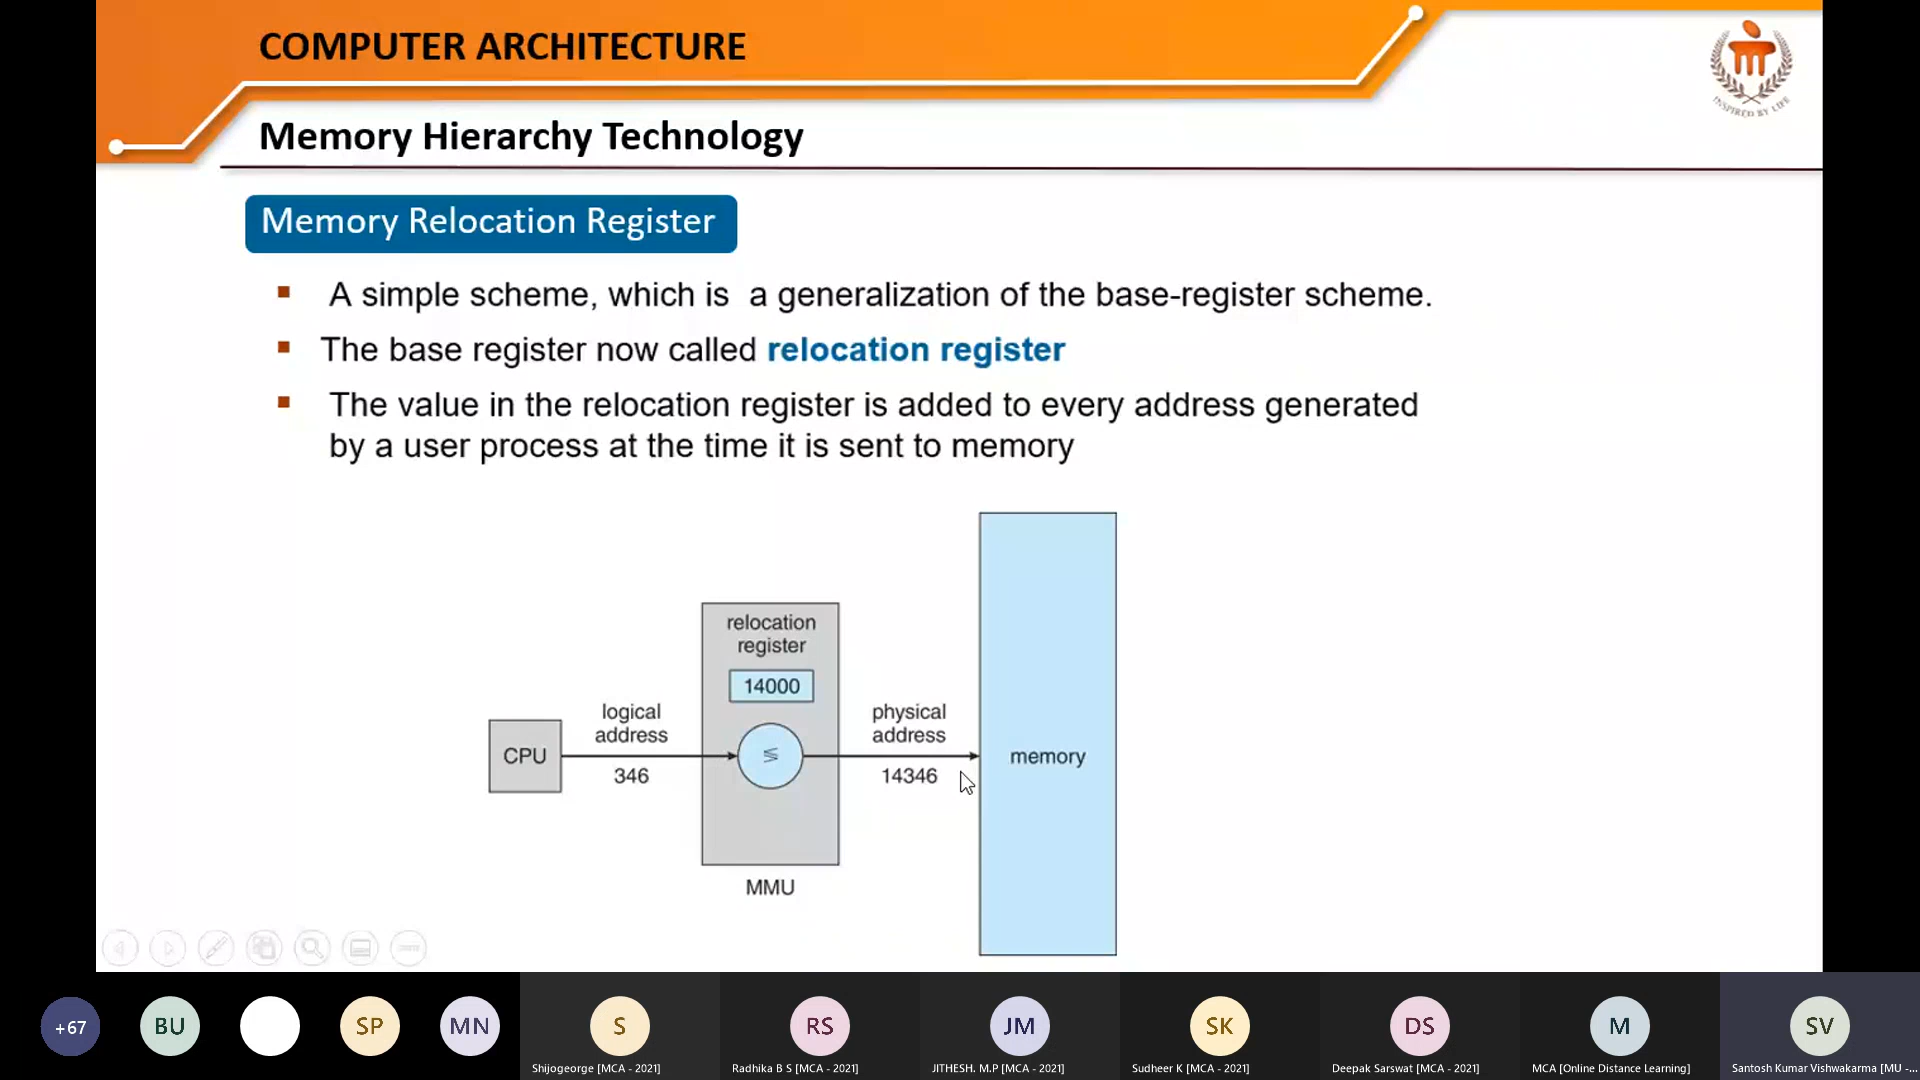 COMPUTER ARCHITECTURE
INSPIRED BY LIFE
Memory Hierarchy Technology
Memory Relocation Register
A simple scheme, which is a generalization of the base-register scheme.
The base register now called relocation register
The value in the relocation register is added to every address generated
by a user process at the time it is sent to memory
relocation
register
14000
logical
address
physical
address
CPU
≶
memory
346
14346
MMU
+67
BU
SP
MN
S
RS
JM
SK
DS
M
SV
Shijogeorge [MCA - 2021]
Radhika B S [MCA - 2021]
JITHESH. M.P [MCA - 2021]
Sudheer K [MCA - 2021]
Deepak Sarswat [MCA - 2021]
MCA [Online Distance Learning]
Santosh Kumar Vishwakarma [MU -...